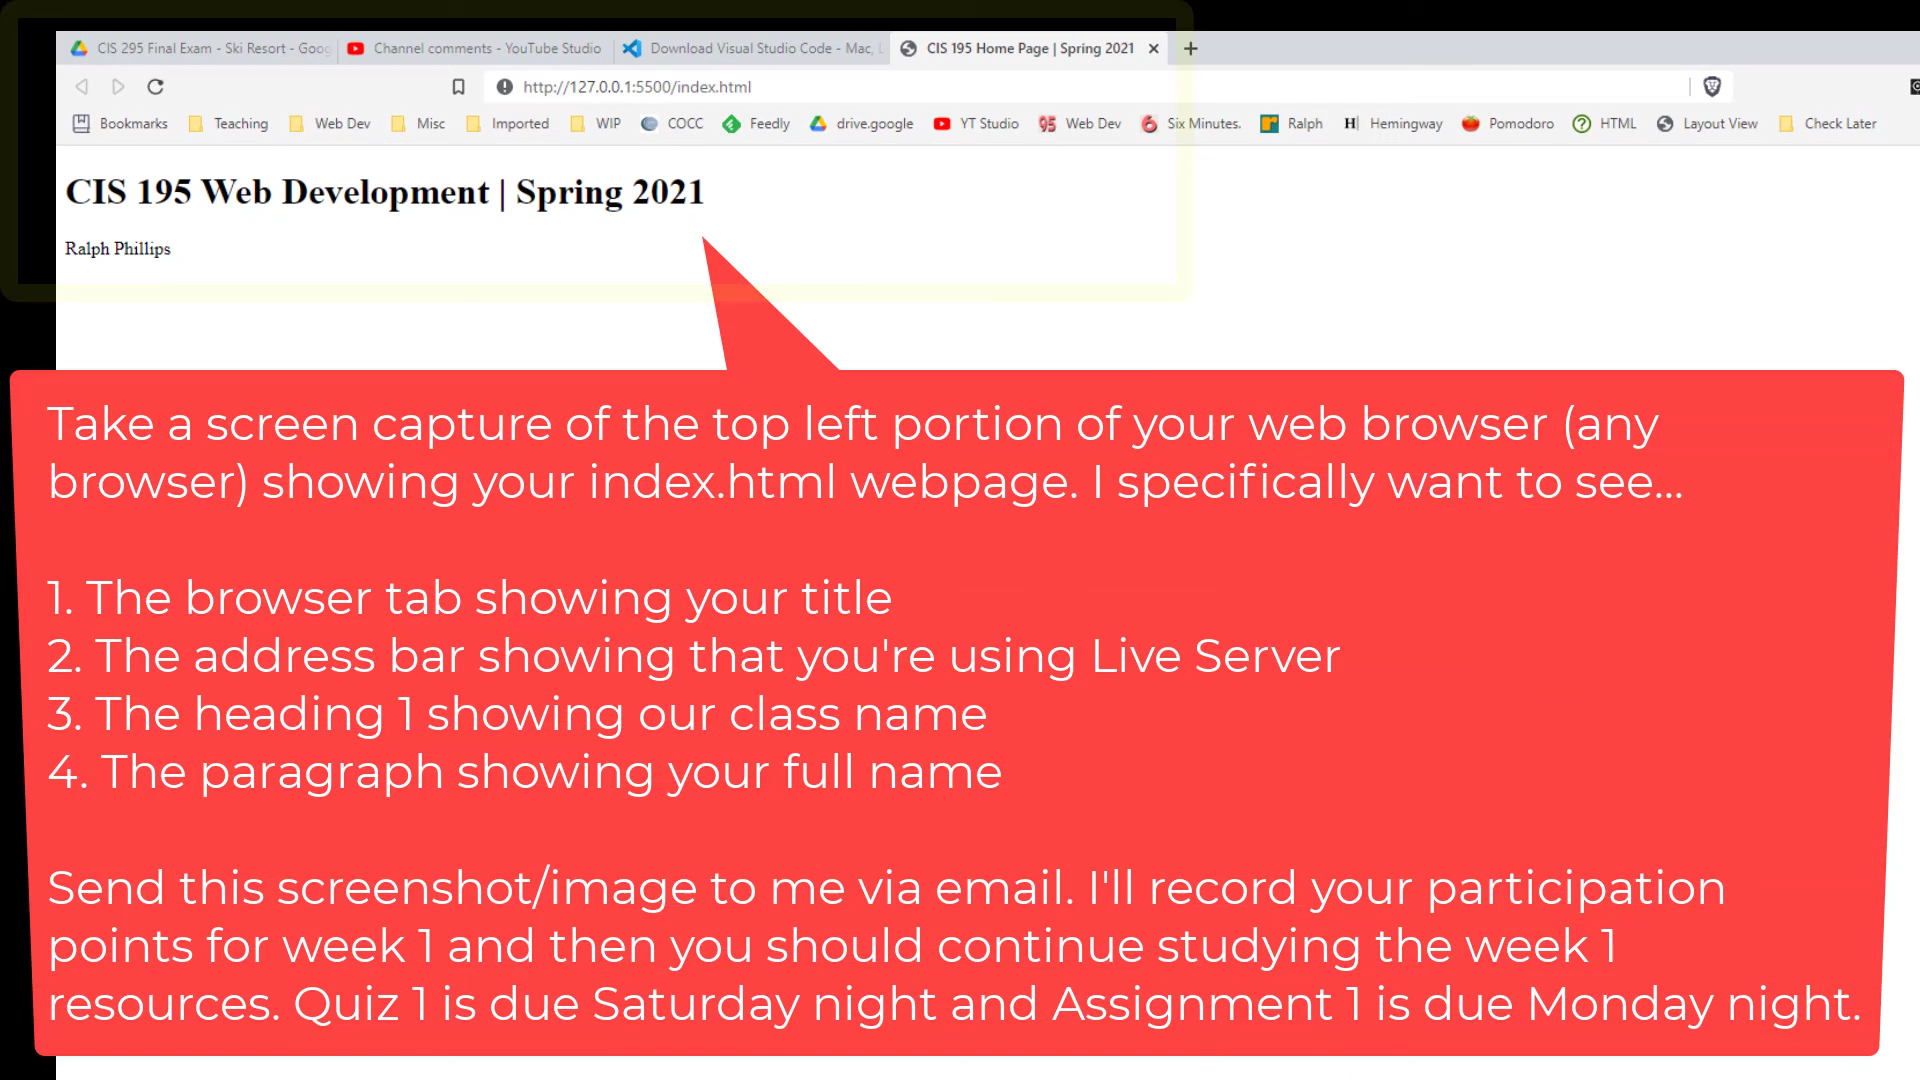 CIS 295 Final Exam - Ski Resort - Goog
Channel comments - YouTube Studio
Download Visual Studio Code - Mac, L
CIS 195 Home Page | Spring 2021
http://127.0.0.1:5500/index.html
Bookmarks Teaching Web Dev Misc Imported WIP COCC Feedly drive.google YT Studio 95 Web Dev 6 Six Minutes. Ralph H Hemingway Pomodoro ? HTML Layout View Check Later
CIS 195 Web Development | Spring 2021
Ralph Phillips
Take a screen capture of the top left portion of your web browser (any
browser) showing your index.html webpage. I specifically want to see...
1. The browser tab showing your title
2. The address bar showing that you're using Live Server
3. The heading 1 showing our class name
4. The paragraph showing your full name
Send this screenshot/image to me via email. I'll record your participation
points for week 1 and then you should continue studying the week 1
resources. Quiz 1 is due Saturday night and Assignment 1 is due Monday night.